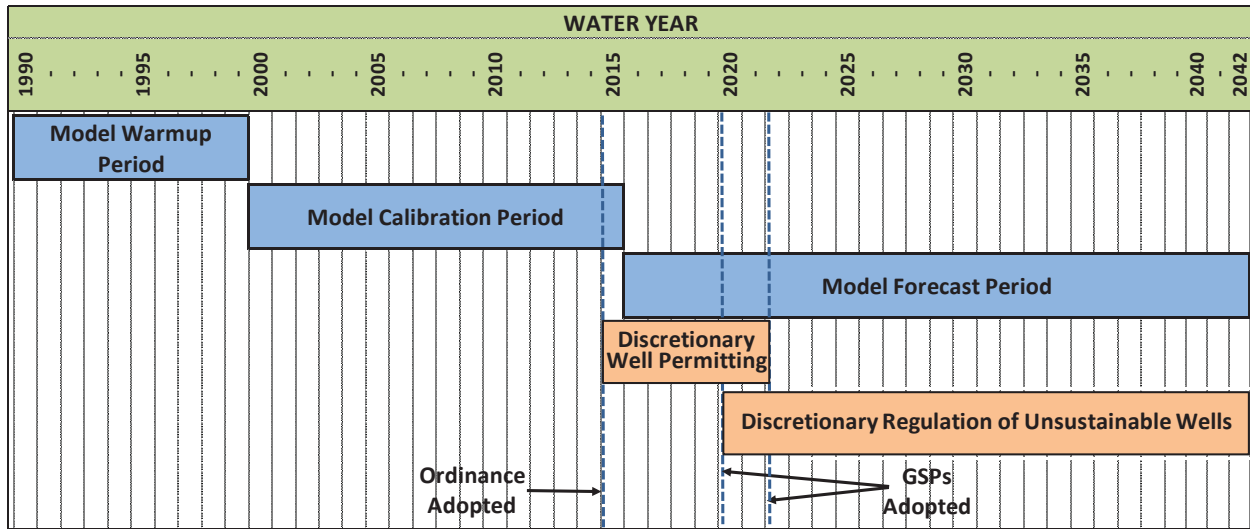 WATER YEAR
1990 - - - - 1995 - - - - 2000 - - - - 2005 - - - - 2010 - - - - 2015 - - - - 2020 - - - - 2025 - - - - 2030 - - - - 2035 - - - - 2040 - 2042
Model Warmup
Period
Model Calibration Period
Model Forecast Period
Discretionary
Well Permitting
Discretionary Regulation of Unsustainable Wells
Ordinance
Adopted
GSPs
Adopted